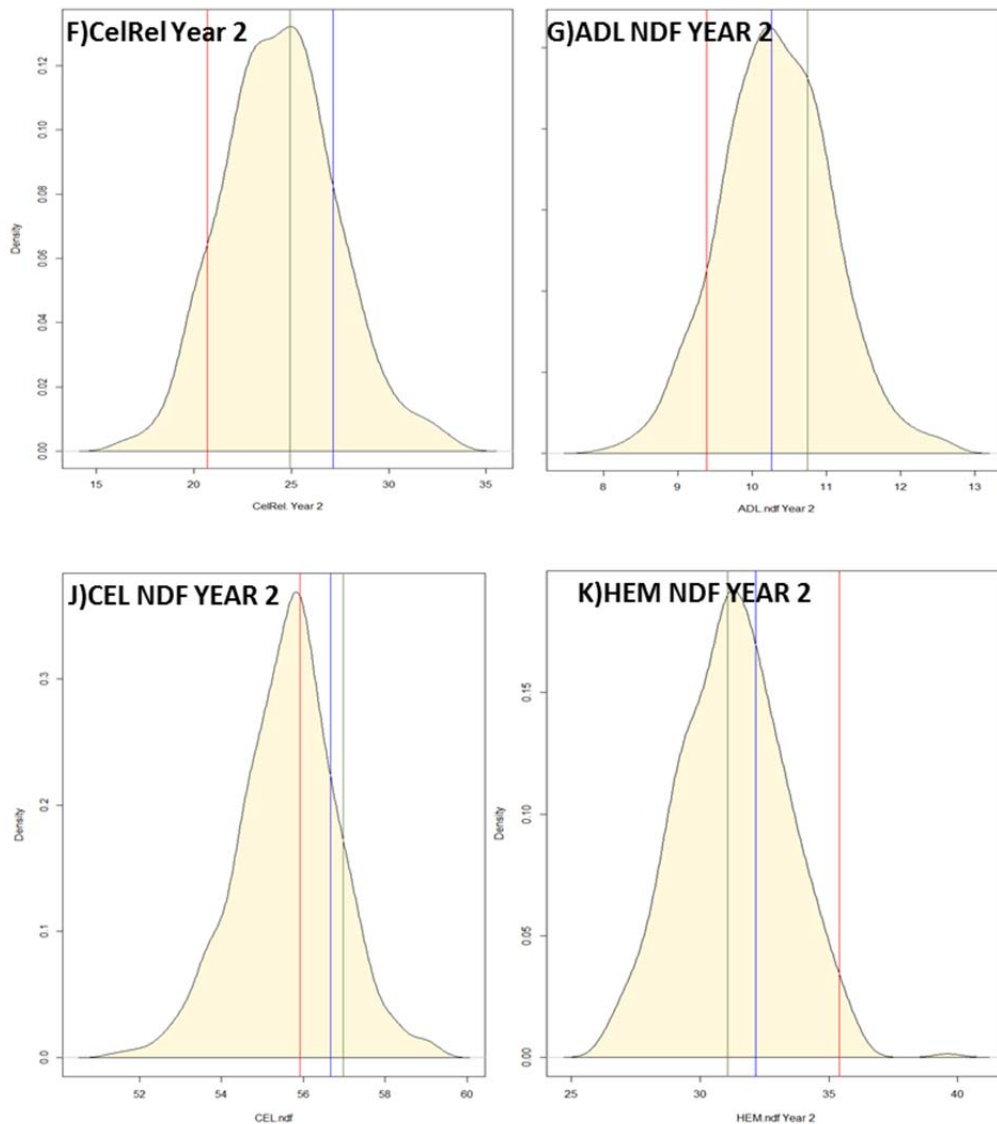 F)CelRel Year 2
Density
0.00
0.02
0.04
0.06
0.08
0.10
0.12
15 20 25 30 35
CelRel. Year 2
G)ADL NDF YEAR 2
8 9 10 11 12 13
ADL.ndf Year 2
J)CEL NDF YEAR 2
Density
0.0
0.1
0.2
0.3
52 54 56 58 60
CEL.ndf
K)HEM NDF YEAR 2
Density
0.00
0.05
0.10
0.15
25 30 35 40
HEM.ndf Year 2